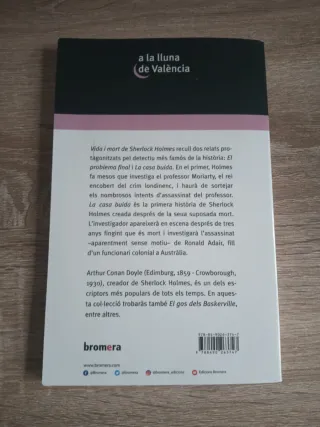 a la lluna
de València
Vida i mort de Sherlock Holmes recull dos relats pro-
tagonitzats pel detectiu més famós de la història: El
problema final i La casa buida. En el primer, Holmes
fa mesos que investiga el professor Moriarty, el rei
encobert del crim londinenc, i haurà de sortejar
els nombrosos intents d'assassinat del professor.
La casa buida és la primera història de Sherlock
Holmes creada després de la seua suposada mort.
L'investigador apareixerà en escena després de tres
anys fingint que és mort i investigarà l'assassinat
–aparentment sense motiu– de Ronald Adair, fill
d'un funcionari colonial a Austràlia.
Arthur Conan Doyle (Edimburg, 1859 - Crowborough,
1930), creador de Sherlock Holmes, és un dels es-
criptors més populars de tots els temps. En aques-
ta col·lecció trobaràs també El gos dels Baskerville,
entre altres.
bromera
www.bromera.com